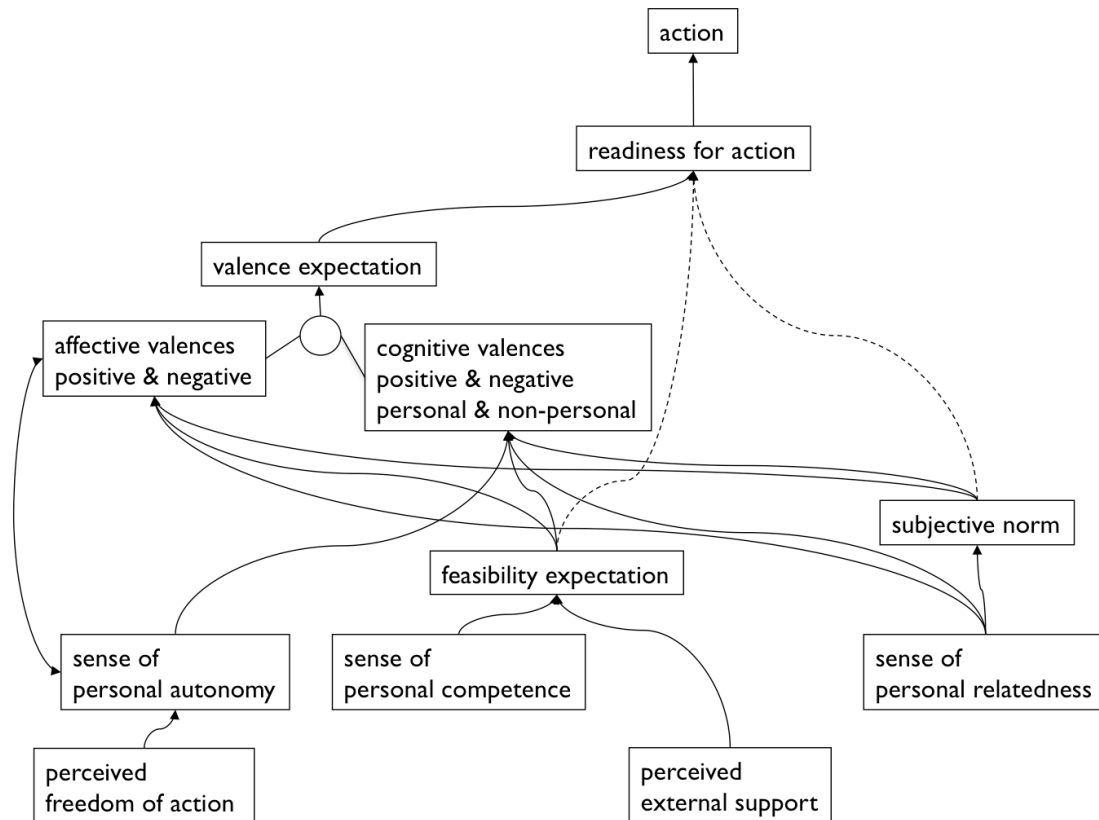 action
readiness for action
valence expectation
affective valences
positive & negative
cognitive valences
positive & negative
personal & non-personal
subjective norm
feasibility expectation
sense of
personal autonomy
sense of
personal competence
sense of
personal relatedness
perceived
freedom of action
perceived
external support